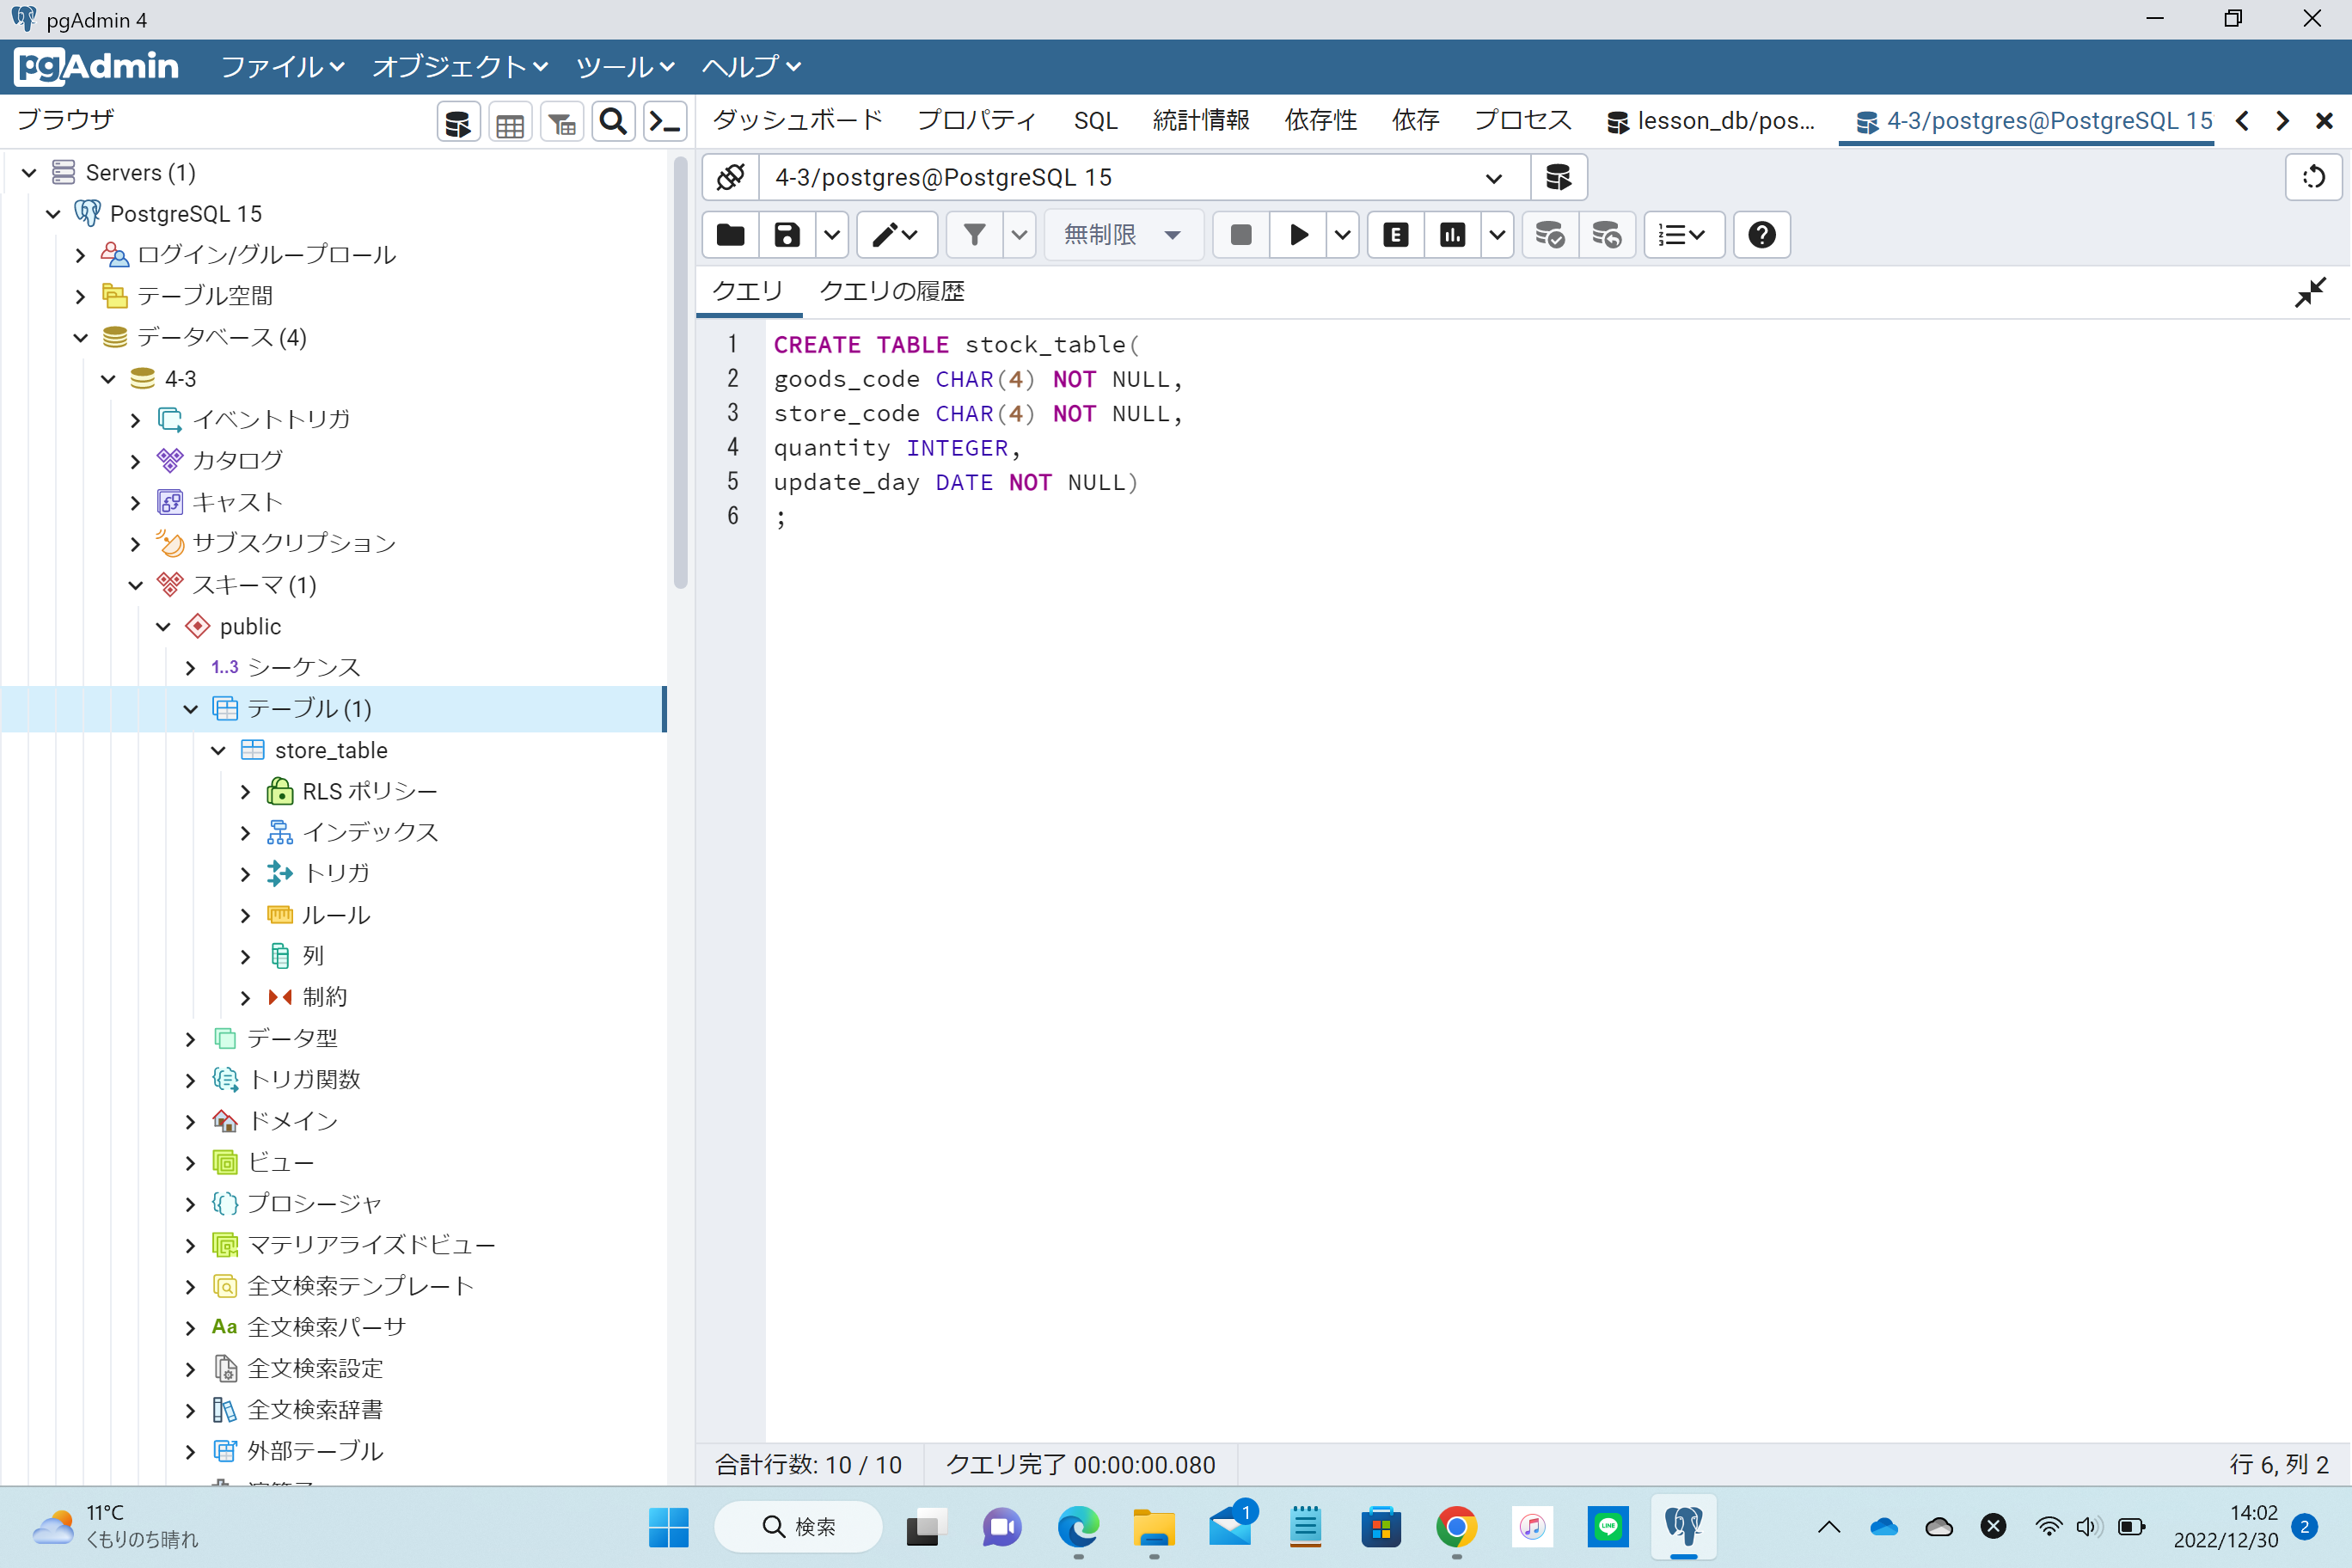 pgAdmin 4
pgAdmin ファイル オブジェクト ツール ヘルプ
ブラウザ
ダッシュボード プロパティ SQL 統計情報 依存性 依存 プロセス lesson_db/pos... 4-3/postgres@PostgreSQL 15
Servers (1)
PostgreSQL 15
ログイン/グループロール
テーブル空間
データベース (4)
4-3
イベントトリガ
カタログ
キャスト
サブスクリプション
スキーマ (1)
public
1..3 シーケンス
テーブル (1)
store_table
RLS ポリシー
インデックス
トリガ
ルール
列
制約
データ型
トリガ関数
ドメイン
ビュー
プロシージャ
マテリアライズドビュー
全文検索テンプレート
Aa 全文検索パーサ
全文検索設定
全文検索辞書
外部テーブル
4-3/postgres@PostgreSQL 15
無制限
E
クエリ クエリの履歴
1 CREATE TABLE stock_table(
2 goods_code CHAR(4) NOT NULL,
3 store_code CHAR(4) NOT NULL,
4 quantity INTEGER,
5 update_day DATE NOT NULL)
6 ;
合計行数: 10 / 10 クエリ完了 00:00:00.080 行 6, 列 2
11°C
くもりのち晴れ
検索
1
LINE
14:02
2022/12/30
2